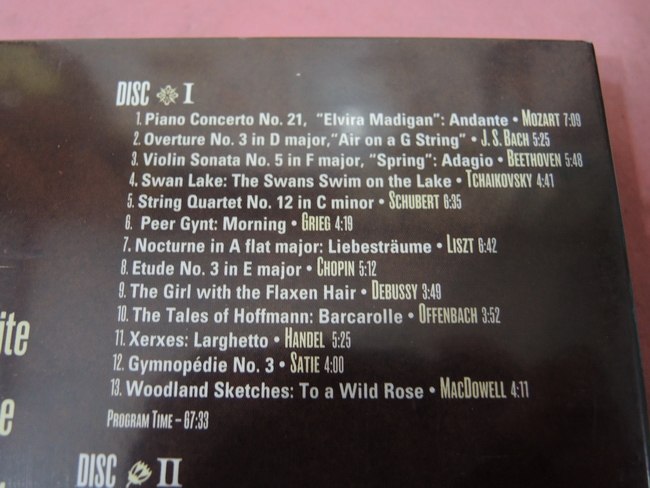 DISC I
1. Piano Concerto No. 21, "Elvira Madigan": Andante • MOZART 7:09
2. Overture No. 3 in D major, "Air on a G String" • J. S. BACH 5:25
3. Violin Sonata No. 5 in F major, "Spring": Adagio • BEETHOVEN 5:48
4. Swan Lake: The Swans Swim on the Lake • TCHAIKOVSKY 4:41
5. String Quartet No. 12 in C minor • SCHUBERT 6:35
6. Peer Gynt: Morning • GRIEG 4:19
7. Nocturne in A flat major: Liebesträume • LISZT 6:42
8. Etude No. 3 in E major • CHOPIN 5:12
9. The Girl with the Flaxen Hair • DEBUSSY 3:49
10. The Tales of Hoffmann: Barcarolle • OFFENBACH 3:52
11. Xerxes: Larghetto • HANDEL 5:25
12. Gymnopédie No. 3 • SATIE 4:00
13. Woodland Sketches: To a Wild Rose • MACDOWELL 4:11
PROGRAM TIME – 67:33
DISC II